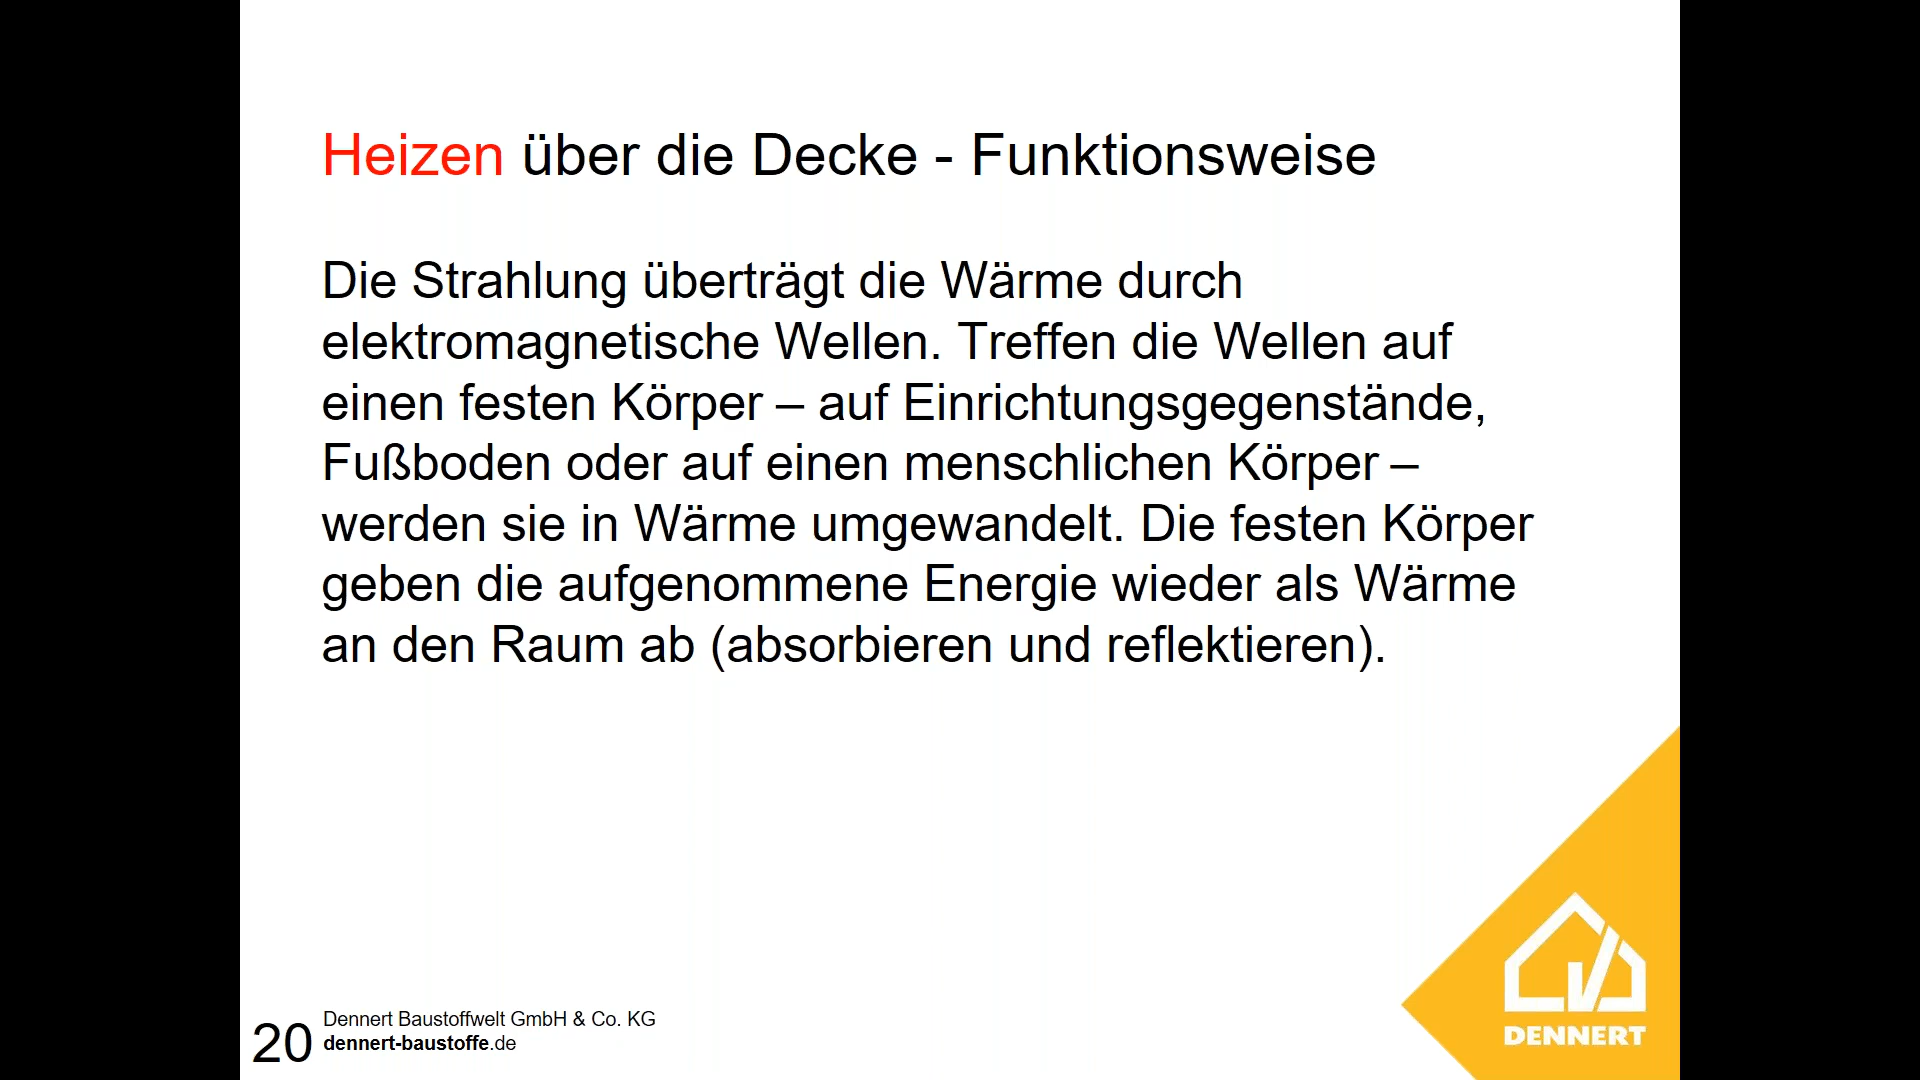 Heizen über die Decke - Funktionsweise
Die Strahlung überträgt die Wärme durch
elektromagnetische Wellen. Treffen die Wellen auf
einen festen Körper – auf Einrichtungsgegenstände,
Fußboden oder auf einen menschlichen Körper –
werden sie in Wärme umgewandelt. Die festen Körper
geben die aufgenommene Energie wieder als Wärme
an den Raum ab (absorbieren und reflektieren).
20
Dennert Baustoffwelt GmbH & Co. KG
dennert-baustoffe.de
DENNERT